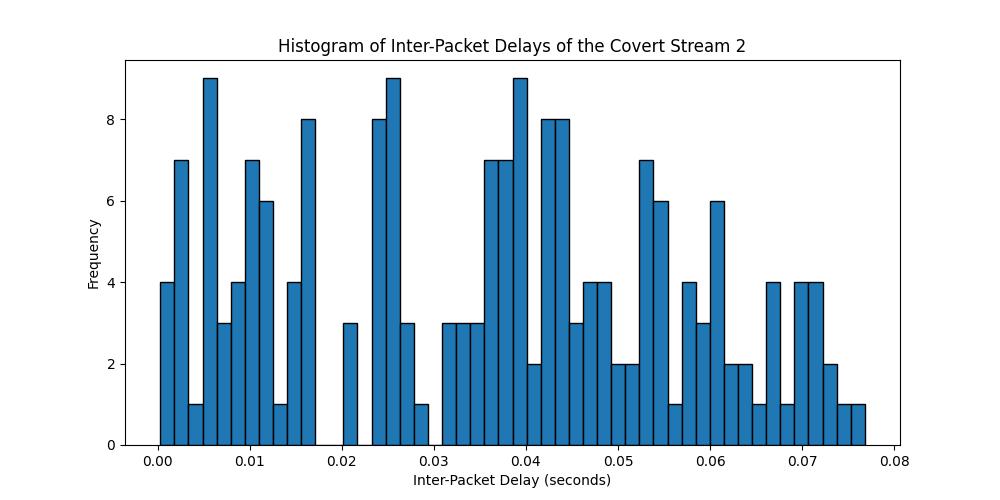 Histogram of Inter-Packet Delays of the Covert Stream 2
Frequency
8
6
4
2
0
0.00 0.01 0.02 0.03 0.04 0.05 0.06 0.07 0.08
Inter-Packet Delay (seconds)